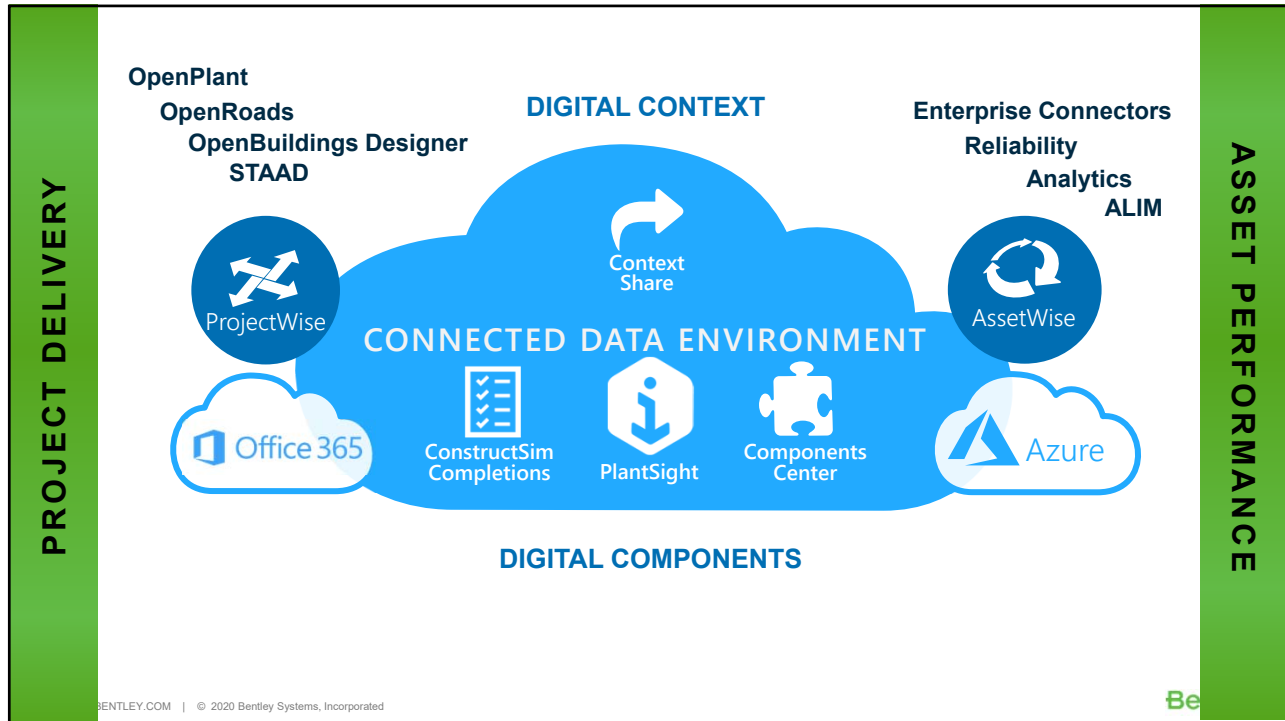 PROJECT DELIVERY
OpenPlant
OpenRoads
OpenBuildings Designer
STAAD
DIGITAL CONTEXT
Enterprise Connectors
Reliability
Analytics
ALIM
ASSET PERFORMANCE
Context
Share
ProjectWise
AssetWise
CONNECTED DATA ENVIRONMENT
Office 365
ConstructSim
Completions
PlantSight
Components
Center
Azure
DIGITAL COMPONENTS
BENTLEY.COM | © 2020 Bentley Systems, Incorporated
Be